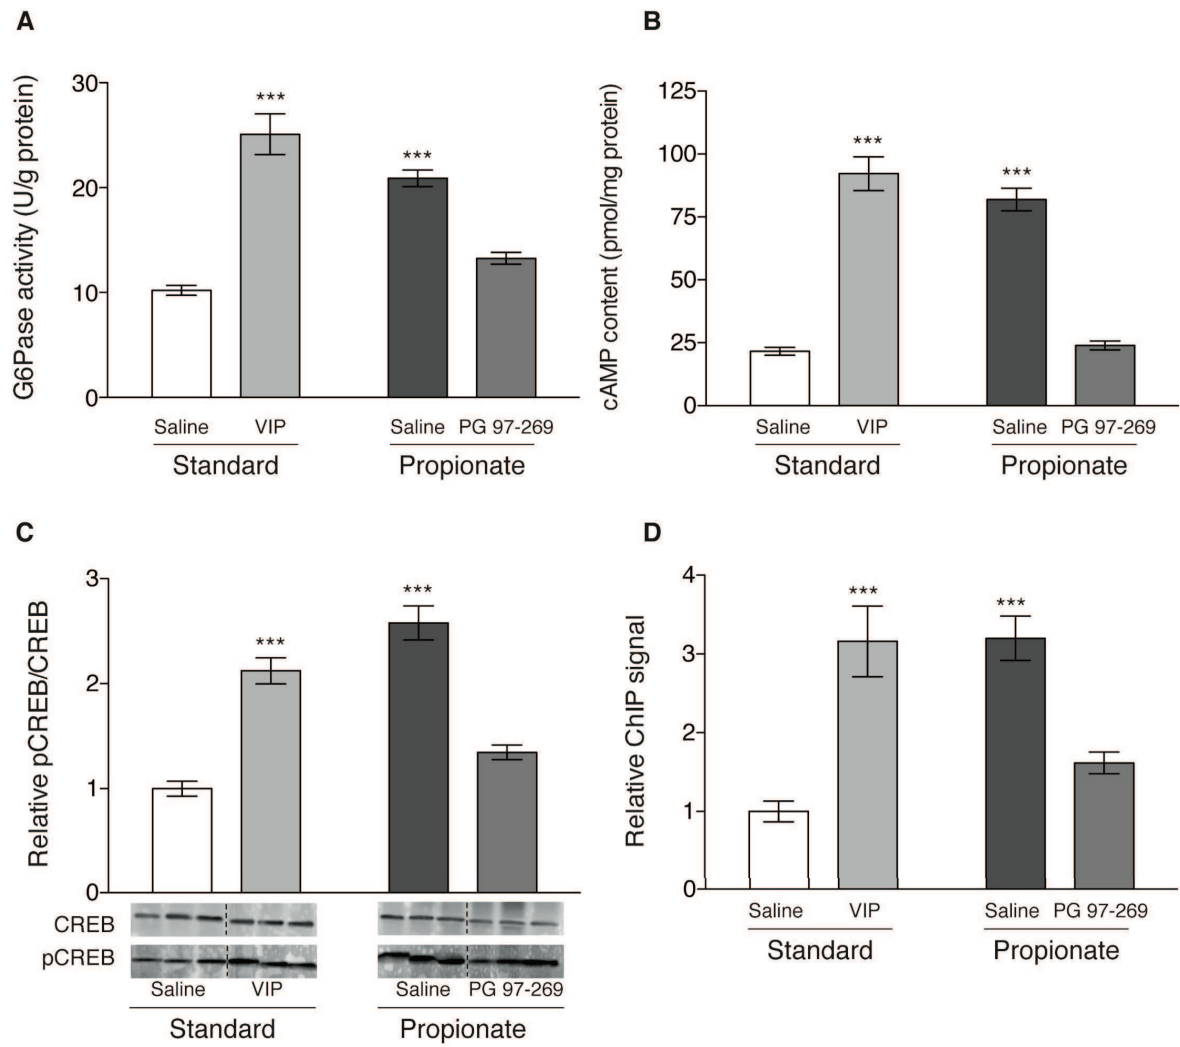 A
G6Pase activity (U/g protein)
30
20
10
0
***
***
Saline VIP Saline PG 97-269
Standard Propionate
B
cAMP content (pmol/mg protein)
125
100
75
50
25
0
***
***
Saline VIP Saline PG 97-269
Standard Propionate
C
Relative pCREB/CREB
3
2
1
0
***
***
CREB
pCREB
Saline VIP Saline PG 97-269
Standard Propionate
D
Relative ChIP signal
4
3
2
1
0
***
***
Saline VIP Saline PG 97-269
Standard Propionate